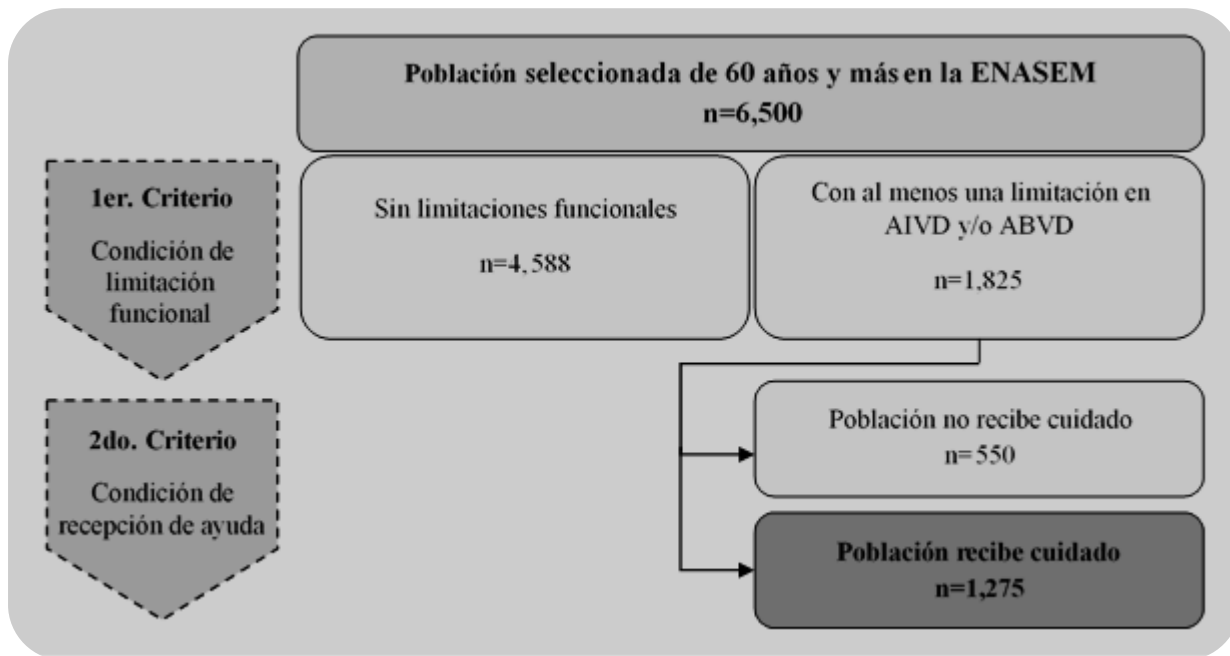 Población seleccionada de 60 años y más en la ENASEM
n=6,500
1er. Criterio
Condición de
limitación
funcional
Sin limitaciones funcionales
n=4,588
Con al menos una limitación en
AIVD y/o ABVD
n=1,825
2do. Criterio
Condición de
recepción de ayuda
Población no recibe cuidado
n=550
Población recibe cuidado
n=1,275